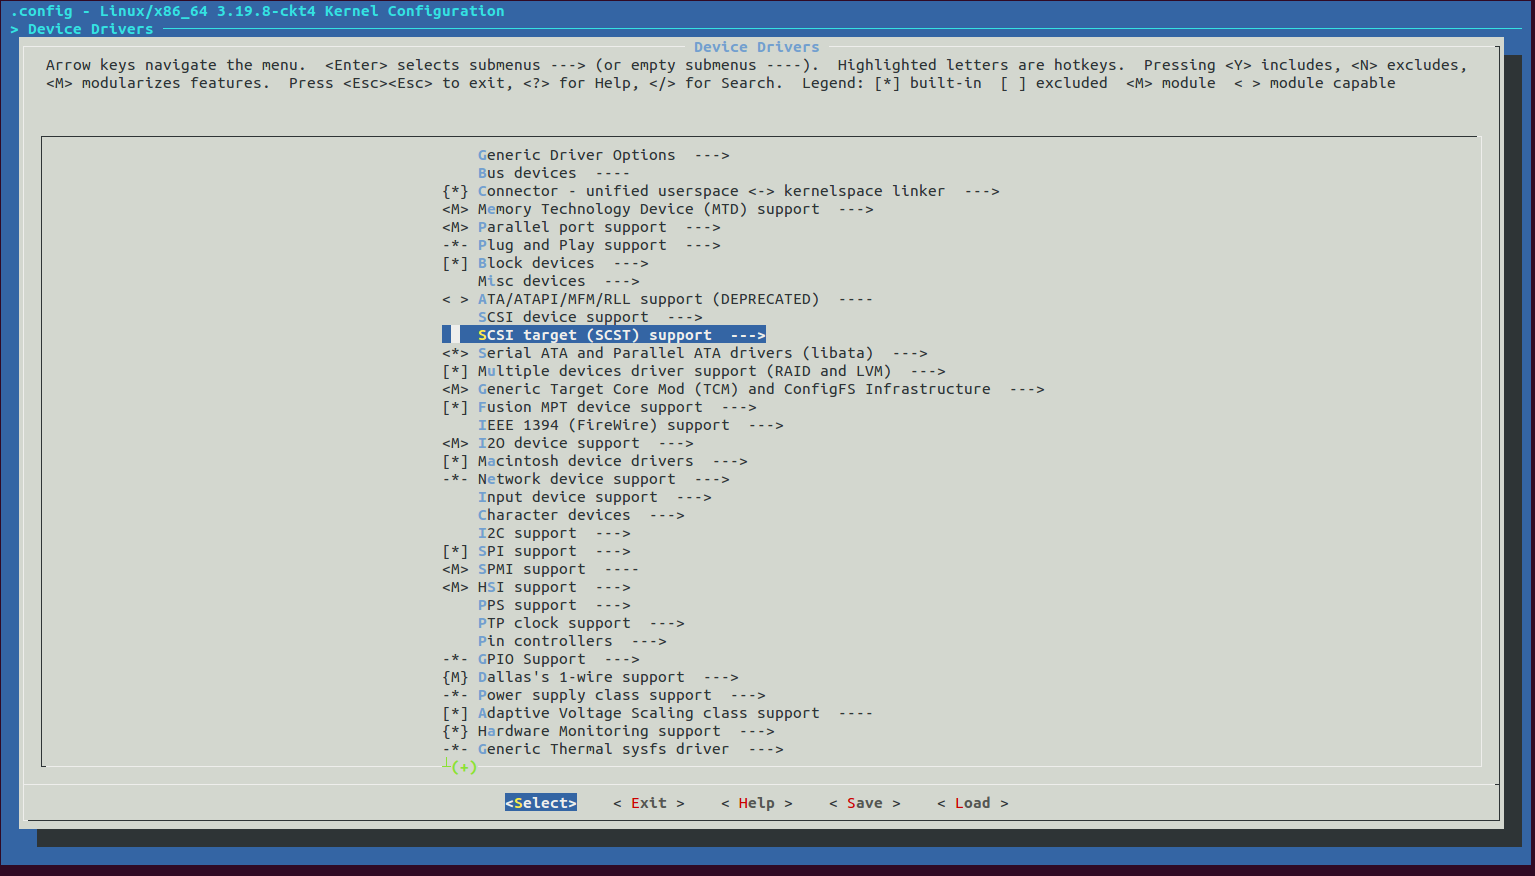 .config - Linux/x86_64 3.19.8-ckt4 Kernel Configuration
> Device Drivers
Device Drivers
Arrow keys navigate the menu.  <Enter> selects submenus ---> (or empty submenus ----).  Highlighted letters are hotkeys.  Pressing <Y> includes, <N> excludes,
<M> modularizes features.  Press <Esc><Esc> to exit, <?> for Help, </> for Search.  Legend: [*] built-in  [ ] excluded  <M> module  < > module capable
Generic Driver Options  --->
Bus devices  ----
{*} Connector - unified userspace <-> kernelspace linker  --->
<M> Memory Technology Device (MTD) support  --->
<M> Parallel port support  --->
-*- Plug and Play support  --->
[*] Block devices  --->
Misc devices  --->
< > ATA/ATAPI/MFM/RLL support (DEPRECATED)  ----
SCSI device support  --->
SCSI target (SCST) support  --->
<*> Serial ATA and Parallel ATA drivers (libata)  --->
[*] Multiple devices driver support (RAID and LVM)  --->
<M> Generic Target Core Mod (TCM) and ConfigFS Infrastructure  --->
[*] Fusion MPT device support  --->
IEEE 1394 (FireWire) support  --->
<M> I2O device support  --->
[*] Macintosh device drivers  --->
-*- Network device support  --->
Input device support  --->
Character devices  --->
I2C support  --->
[*] SPI support  --->
<M> SPMI support  ----
<M> HSI support  --->
PPS support  --->
PTP clock support  --->
Pin controllers  --->
-*- GPIO Support  --->
{M} Dallas's 1-wire support  --->
-*- Power supply class support  --->
[*] Adaptive Voltage Scaling class support  ----
{*} Hardware Monitoring support  --->
-*- Generic Thermal sysfs driver  --->
(+)
<Select>    < Exit >    < Help >    < Save >    < Load >